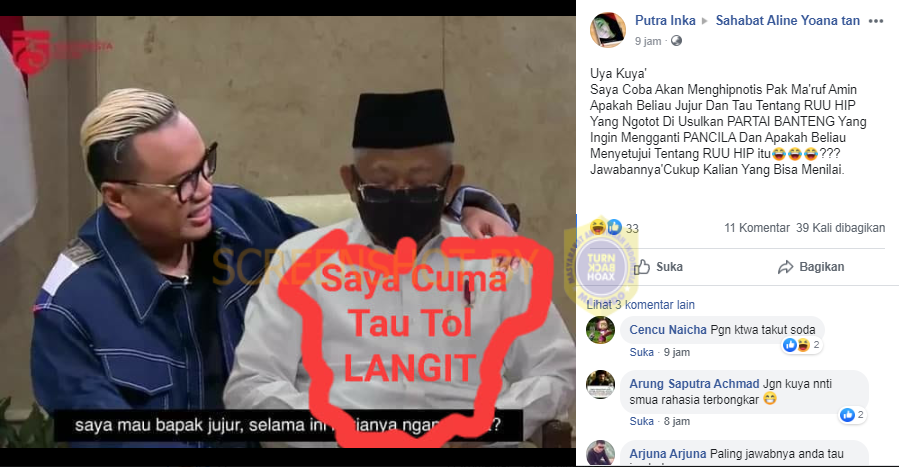 Putra Inka ▸ Sahabat Aline Yoana tan
9 jam ·
Uya Kuya'
Saya Coba Akan Menghipnotis Pak Ma'ruf Amin
Apakah Beliau Jujur Dan Tau Tentang RUU HIP
Yang Ngotot Di Usulkan PARTAI BANTENG Yang
Ingin Mengganti PANCILA Dan Apakah Beliau
Menyetujui Tentang RUU HIP itu😂😂😂???
Jawabannya'Cukup Kalian Yang Bisa Menilai.
SCREENSHOT BY
Saya Cuma
Tau Tol
LANGIT
saya mau bapak jujur, selama ini
33
11 Komentar 39 Kali dibagikan
TURN
BACK
HOAX
Suka
Bagikan
Lihat 3 komentar lain
Cencu Naicha Pgn ktwa takut soda
2
Suka · 9 jam
Arung Saputra Achmad Jgn kuya nnti
smua rahasia terbongkar 😁
2
Suka · 8 jam
Arjuna Arjuna Paling jawabnya anda tau